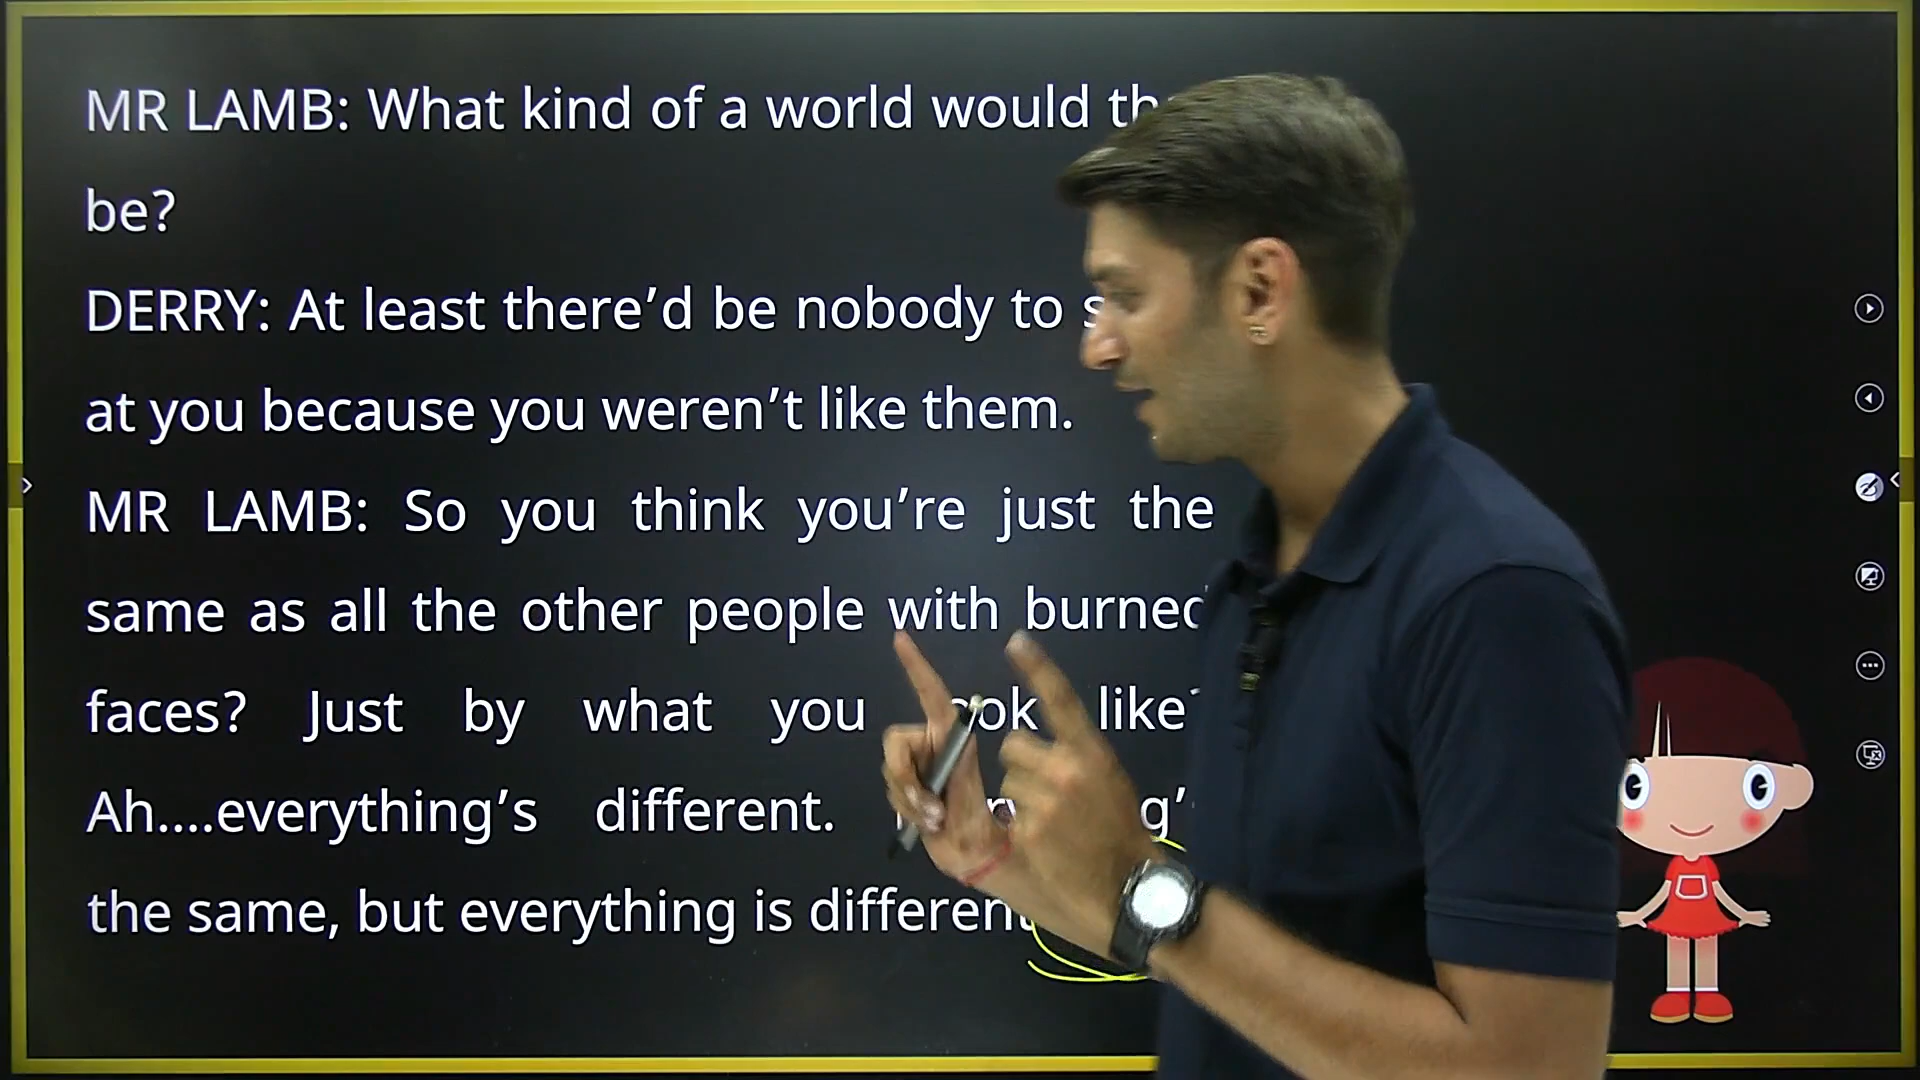 MR LAMB: What kind of a world would
be?
DERRY: At least there’d be nobody to
at you because you weren’t like them.
MR LAMB: So you think you’re just the
same as all the other people with burned
faces? Just by what you look like?
Ah....everything’s different.
the same, but everything is different